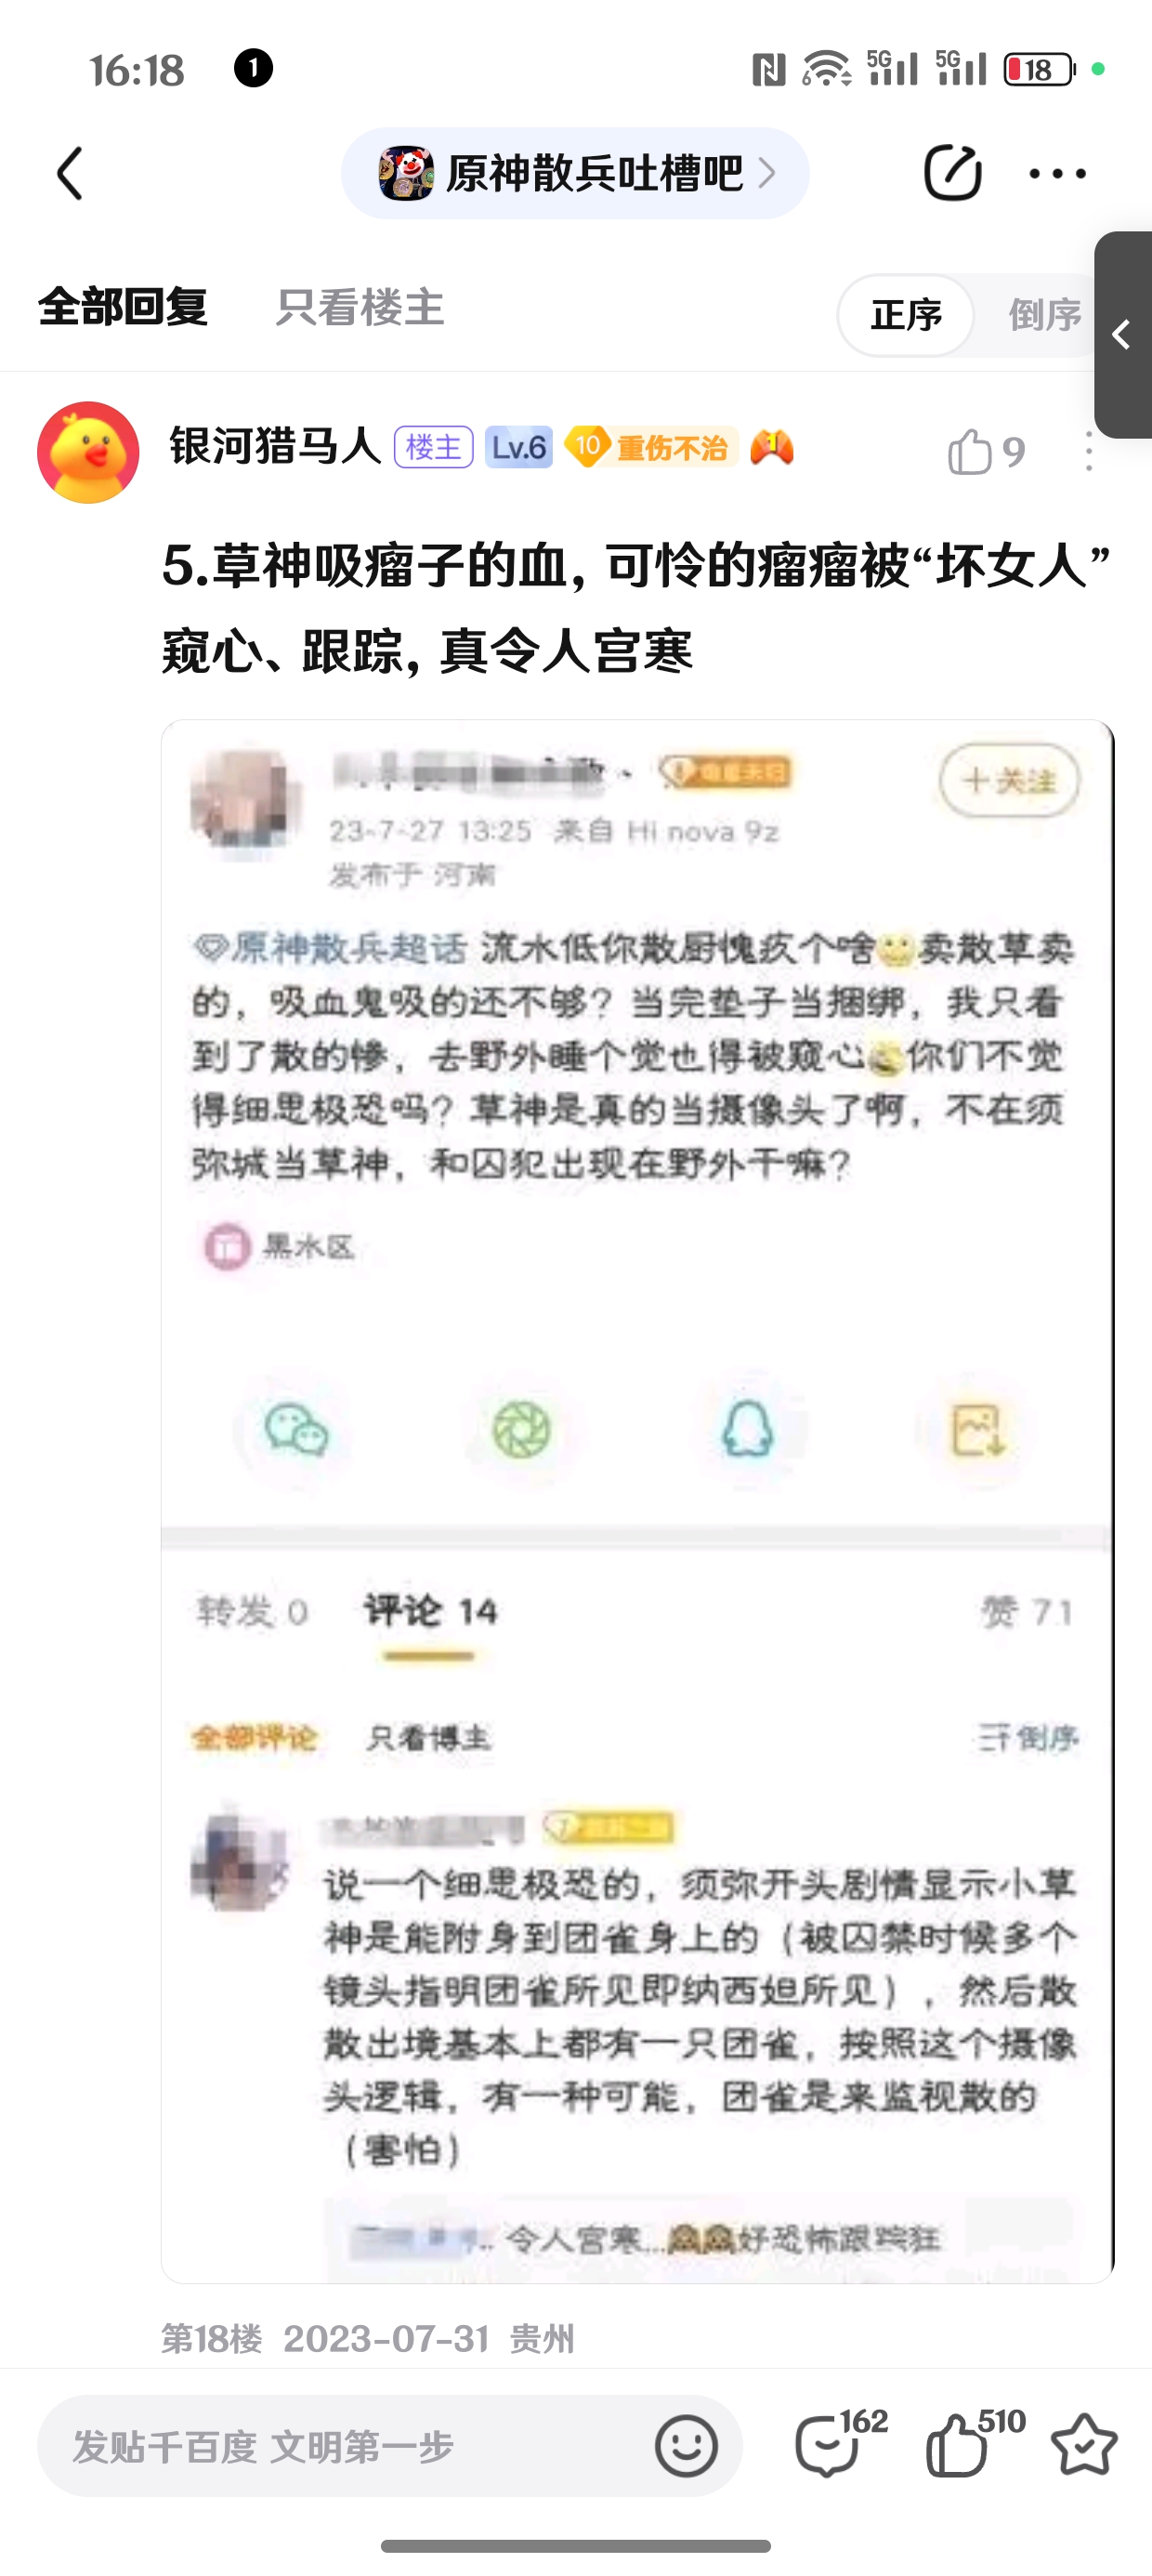 16:18
1
5G
5G
18
原神散兵吐槽吧
全部回复 只看楼主
正序 倒序
银河猎马人 楼主 Lv.6 10 重伤不治
9
5.草神吸瘤子的血, 可怜的瘤瘤被“坏女人”
窥心、跟踪, 真令人宫寒
+关注
23-7-27 13:25 来自 Hi nova 9z
发布于 河南
原神散兵超话 流水低你散厨愧疚个啥 卖散草卖
的，吸血鬼吸的还不够？当完垫子当捆绑，我只看
到了散的惨，去野外睡个觉也得被窥心 你们不觉
得细思极恐吗？草神是真的当摄像头了啊，不在须
弥城当草神，和囚犯出现在野外干嘛？
黑水区
转发 0 评论 14 赞 71
全部评论 只看博主 倒序
说一个细思极恐的，须弥开头剧情显示小草
神是能附身到团雀身上的（被囚禁时候多个
镜头指明团雀所见即纳西妲所见），然后散
散出境基本上都有一只团雀，按照这个摄像
头逻辑，有一种可能，团雀是来监视散的
（害怕）
令人宫寒...好恐怖跟踪狂
第18楼 2023-07-31 贵州
发贴千百度 文明第一步
162
510